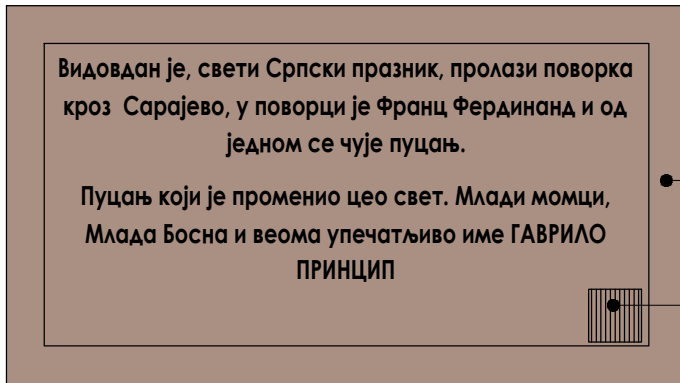 Видовдан је, свети Српски празник, пролази поворка
кроз Сарајево, у поворци је Франц Фердинанд и од
једном се чује пуцањ.
Пуцањ који је променио цео свет. Млади момци,
Млада Босна и веома упечатљиво име ГАВРИЛО
ПРИНЦИП